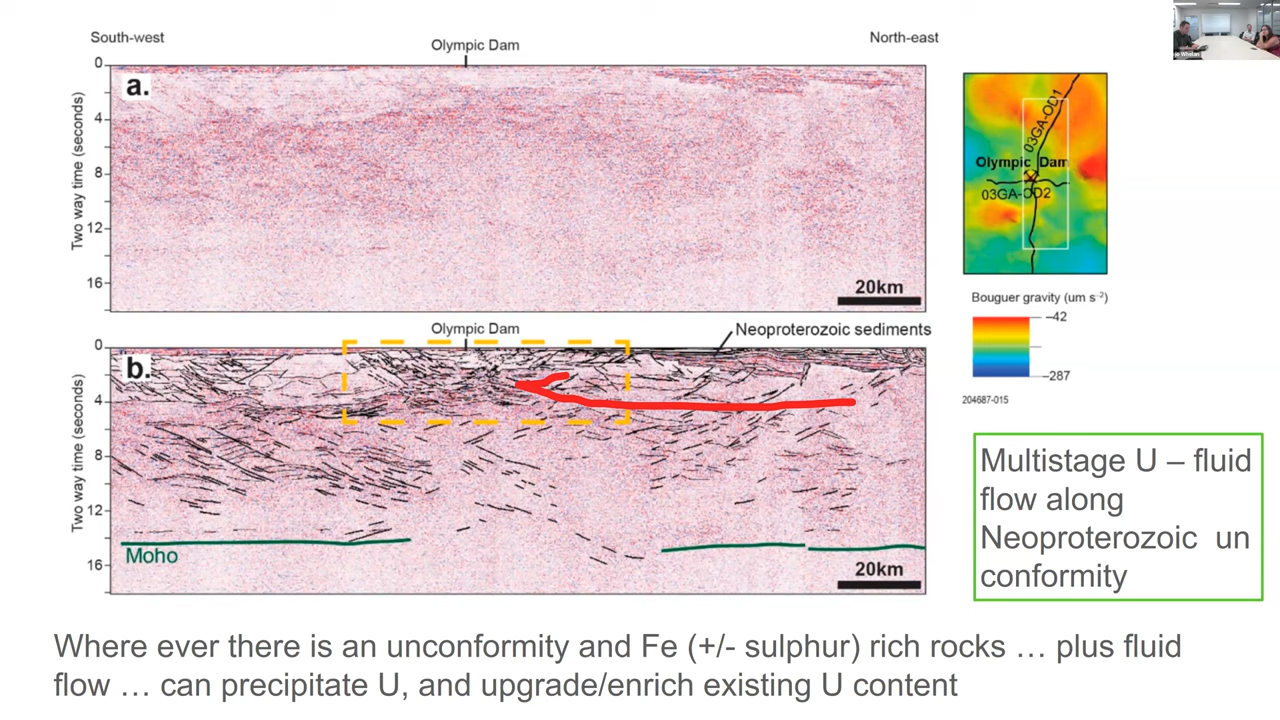 South-west
Olympic Dam
North-east
a.
0
4
8
12
16
Two way time (seconds)
20km
Olympic Dam
Neoproterozoic sediments
b.
0
4
8
12
16
Two way time (seconds)
Moho
20km
03GA-OD1
Olympic Dam
03GA-OD2
Bouguer gravity (um s-2)
−42
−287
204687-015
Multistage U – fluid
flow along
Neoproterozoic un
conformity
Where ever there is an unconformity and Fe (+/- sulphur) rich rocks … plus fluid
flow … can precipitate U, and upgrade/enrich existing U content
Whelan